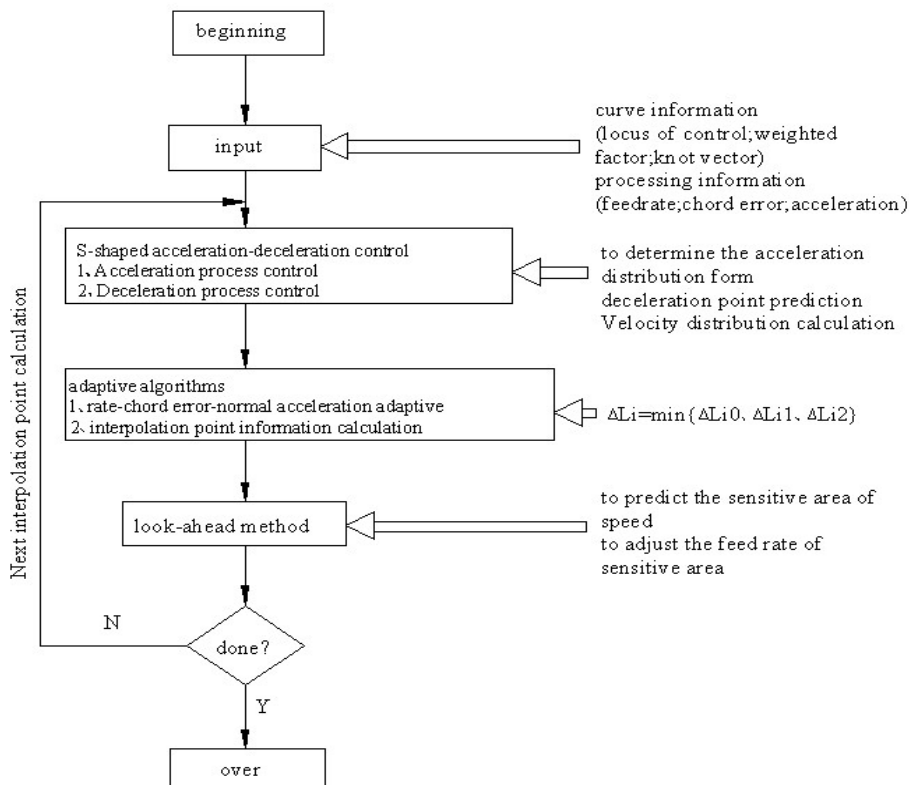 beginning
input
curve information
(locus of control;weighted
factor;knot vector)
processing information
(feedrate;chord error;acceleration)
S-shaped acceleration-deceleration control
1、Acceleration process control
2、Deceleration process control
to determine the acceleration
distribution form
deceleration point prediction
Velocity distribution calculation
adaptive algorithms
1、rate-chord error-normal acceleration adaptive
2、interpolation point information calculation
ΔLi=min{ΔLi0、ΔLi1、ΔLi2}
look-ahead method
to predict the sensitive area of
speed
to adjust the feed rate of
sensitive area
Next interpolation point calculation
N
done?
Y
over